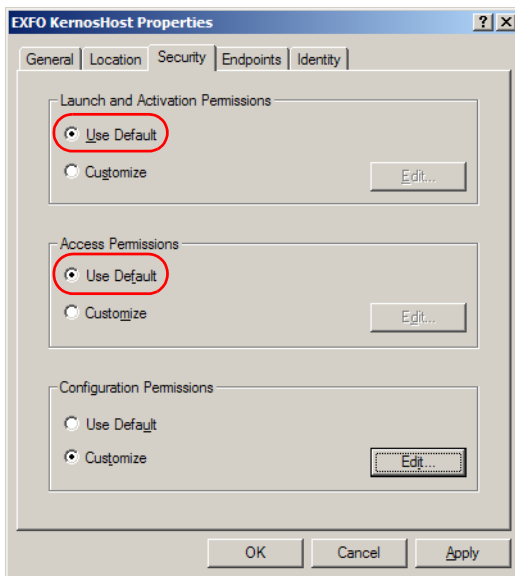 EXFO KernosHost Properties ? X
General Location Security Endpoints Identity
Launch and Activation Permissions
Use Default
Customize
Edit...
Access Permissions
Use Default
Customize
Edit...
Configuration Permissions
Use Default
Customize
Edit...
OK Cancel Apply